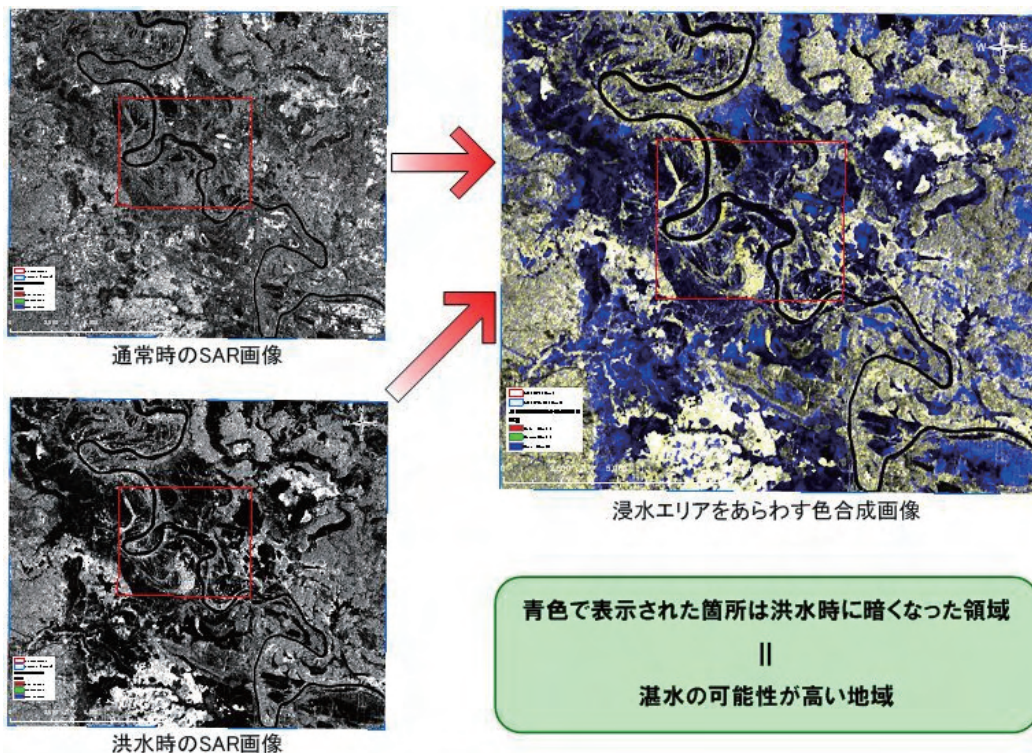 通常時のSAR画像
洪水時のSAR画像
W
浸水エリアをあらわす色合成画像
青色で表示された箇所は洪水時に暗くなった領域
||
湛水の可能性が高い地域